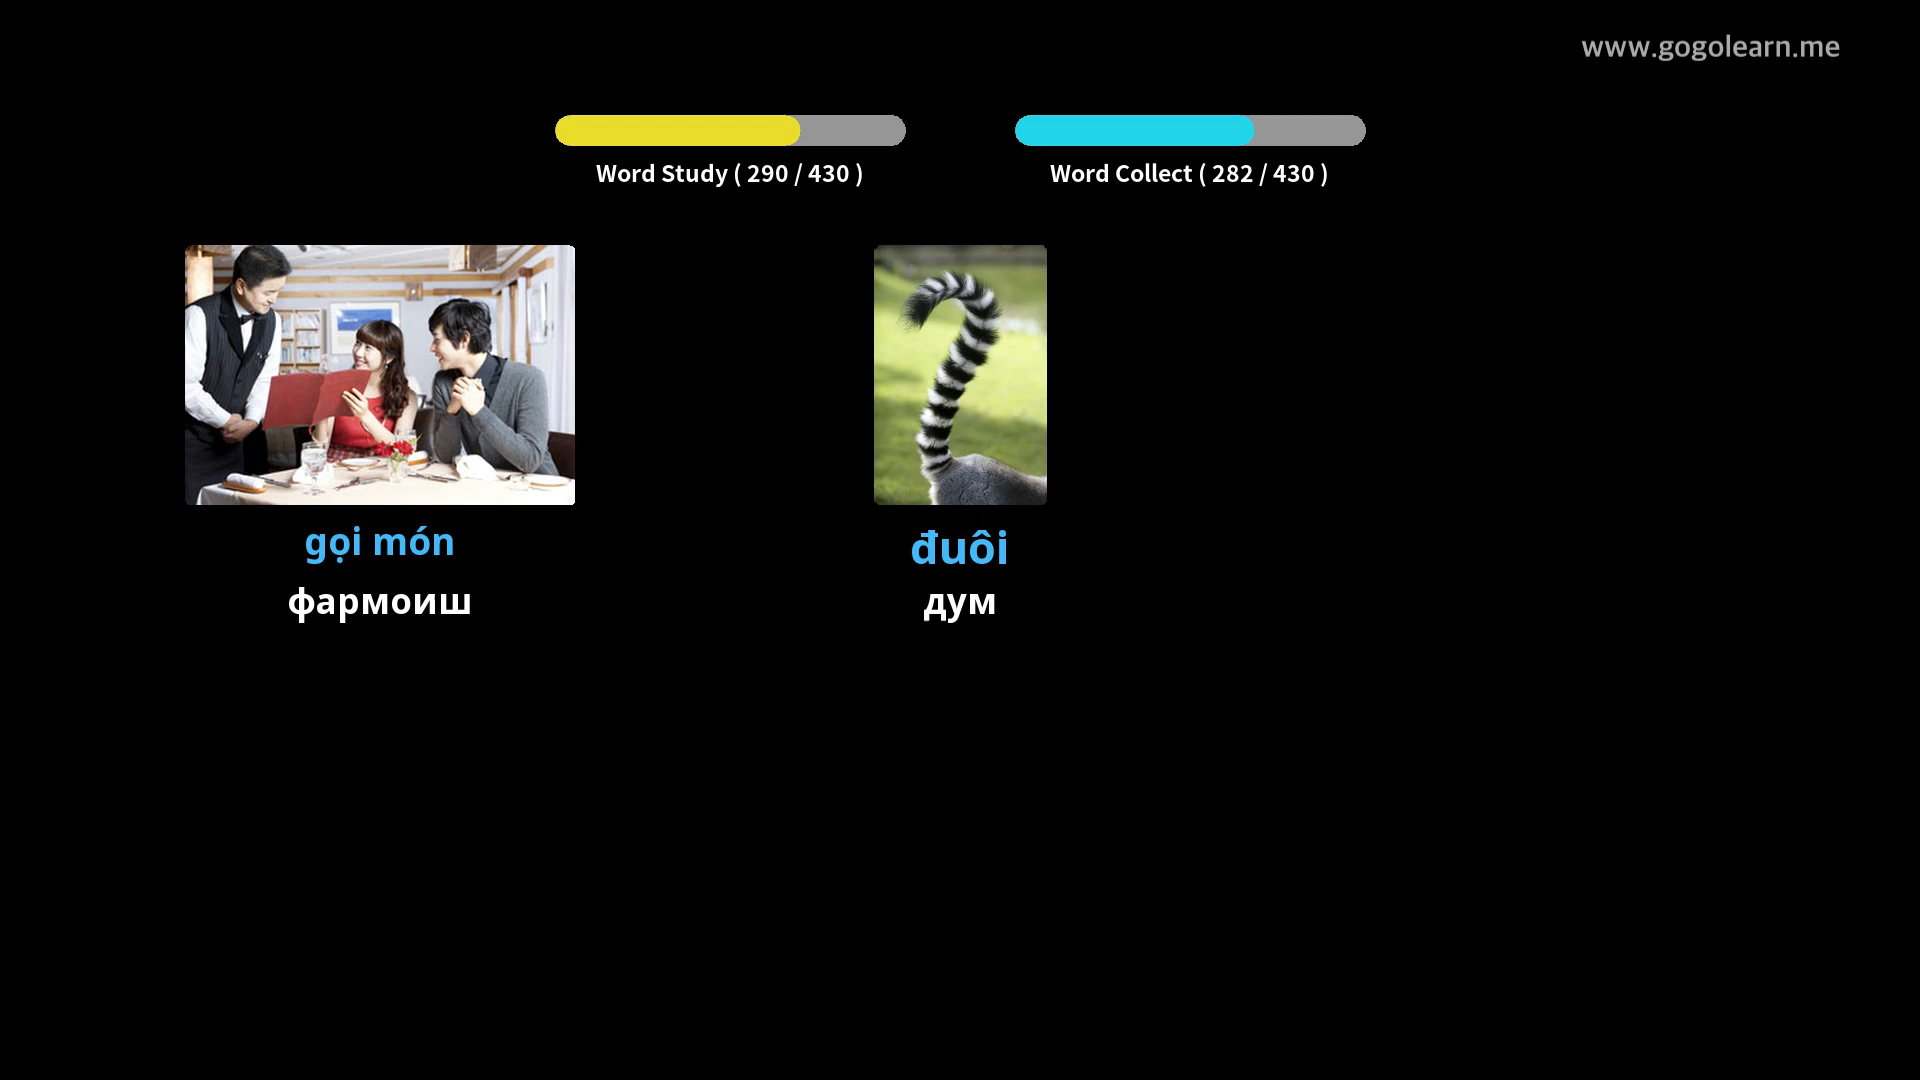 www.gogolearn.me
Word Study ( 290 / 430 )
Word Collect ( 282 / 430 )
gọi món
фармоиш
đuôi
дум